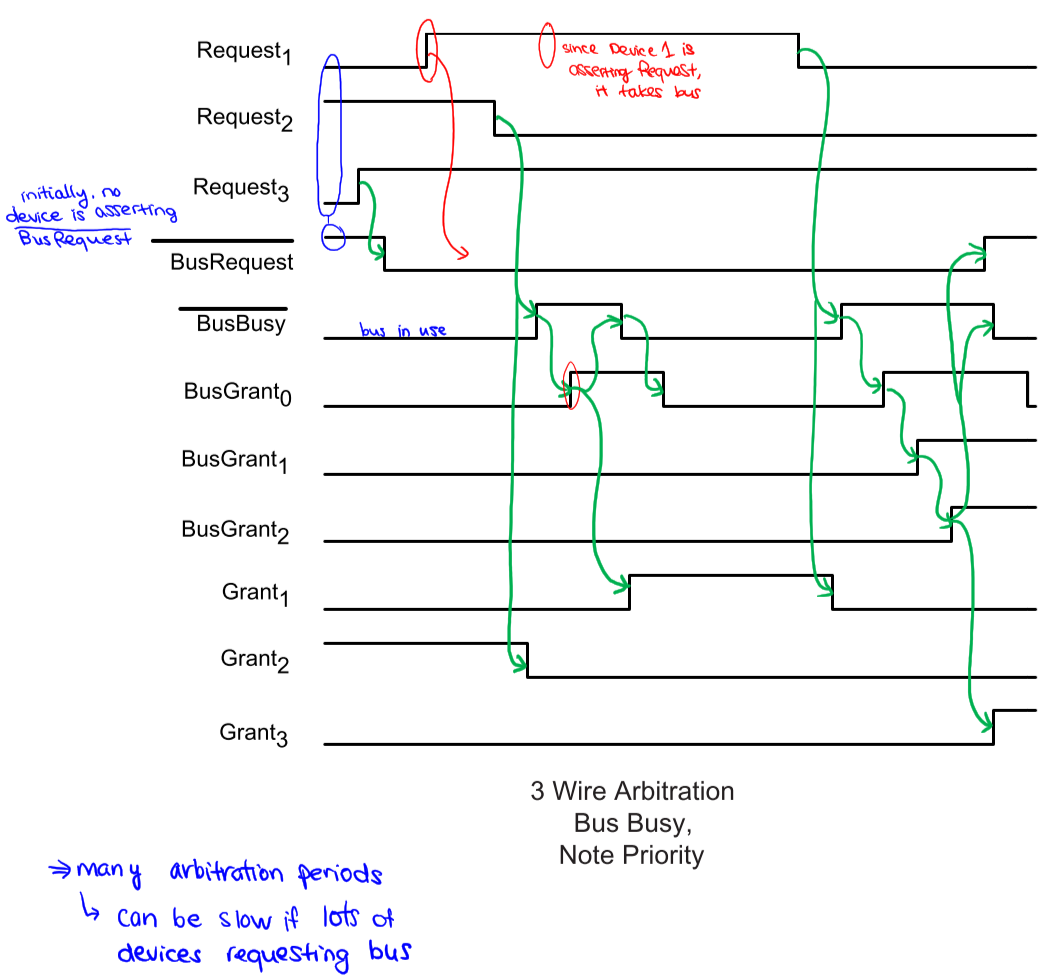 Request1
since Device 1 is
asserting Request,
it takes bus
Request2
Request3
initially, no
device is asserting
BusRequest
BusRequest
BusBusy
bus in use
BusGrant0
BusGrant1
BusGrant2
Grant1
Grant2
Grant3
3 Wire Arbitration
Bus Busy,
Note Priority
⇒ many arbitration periods
↳ can be slow if lots of
devices requesting bus